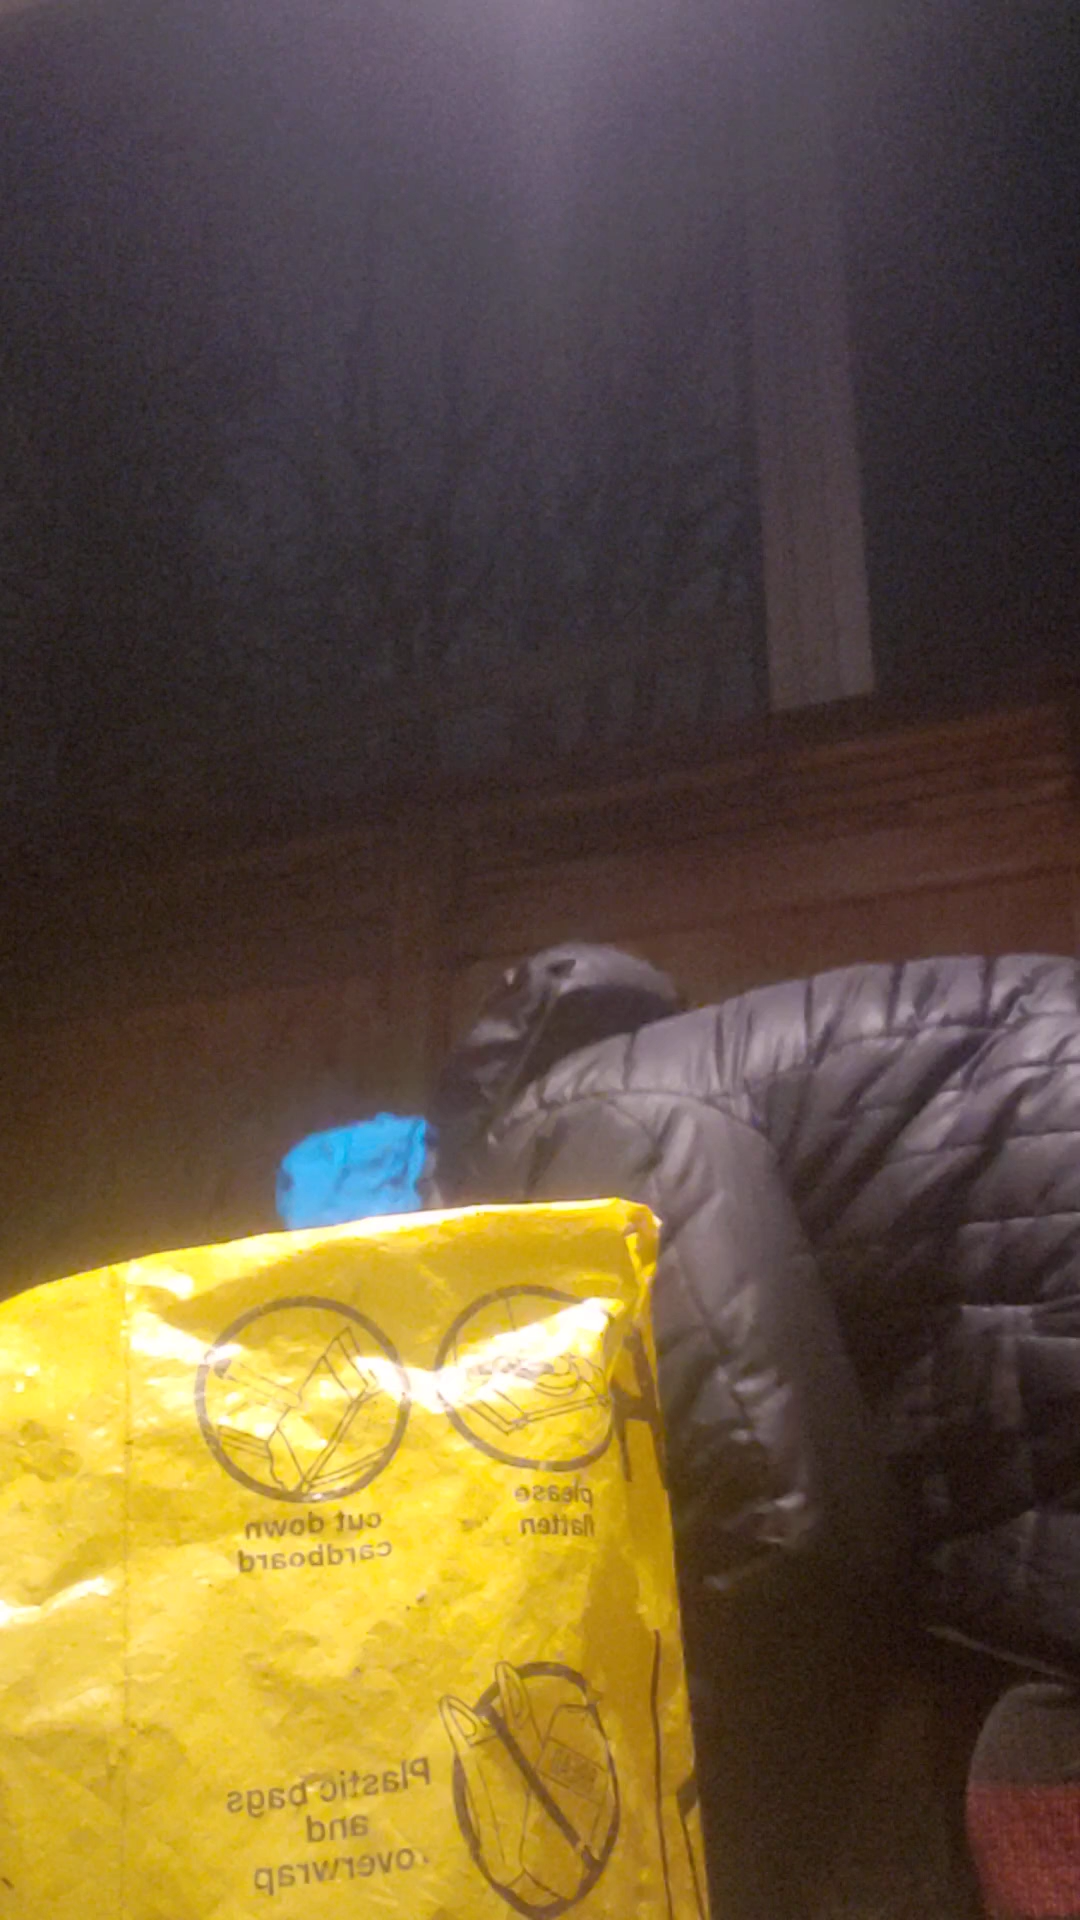 please
flatten
cut down
cardboard
Plastic bags
and
overwrap